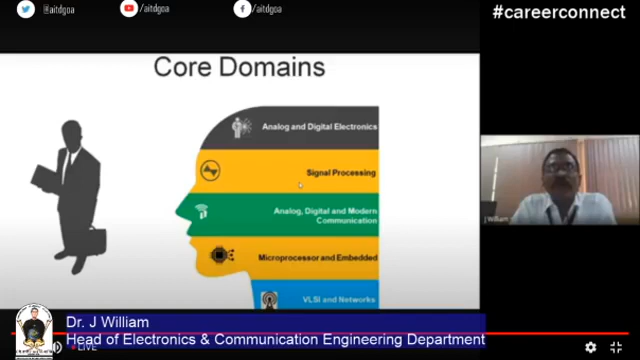 @aitdgoa
/aitdgoa
/aitdgoa
#careerconnect
Core Domains
Analog and Digital Electronics
Signal Processing
Analog, Digital and Modern
Communication
Microprocessor and Embedded
VLSI and Networks
J William
Dr. J William
Head of Electronics & Communication Engineering Department
LIVE